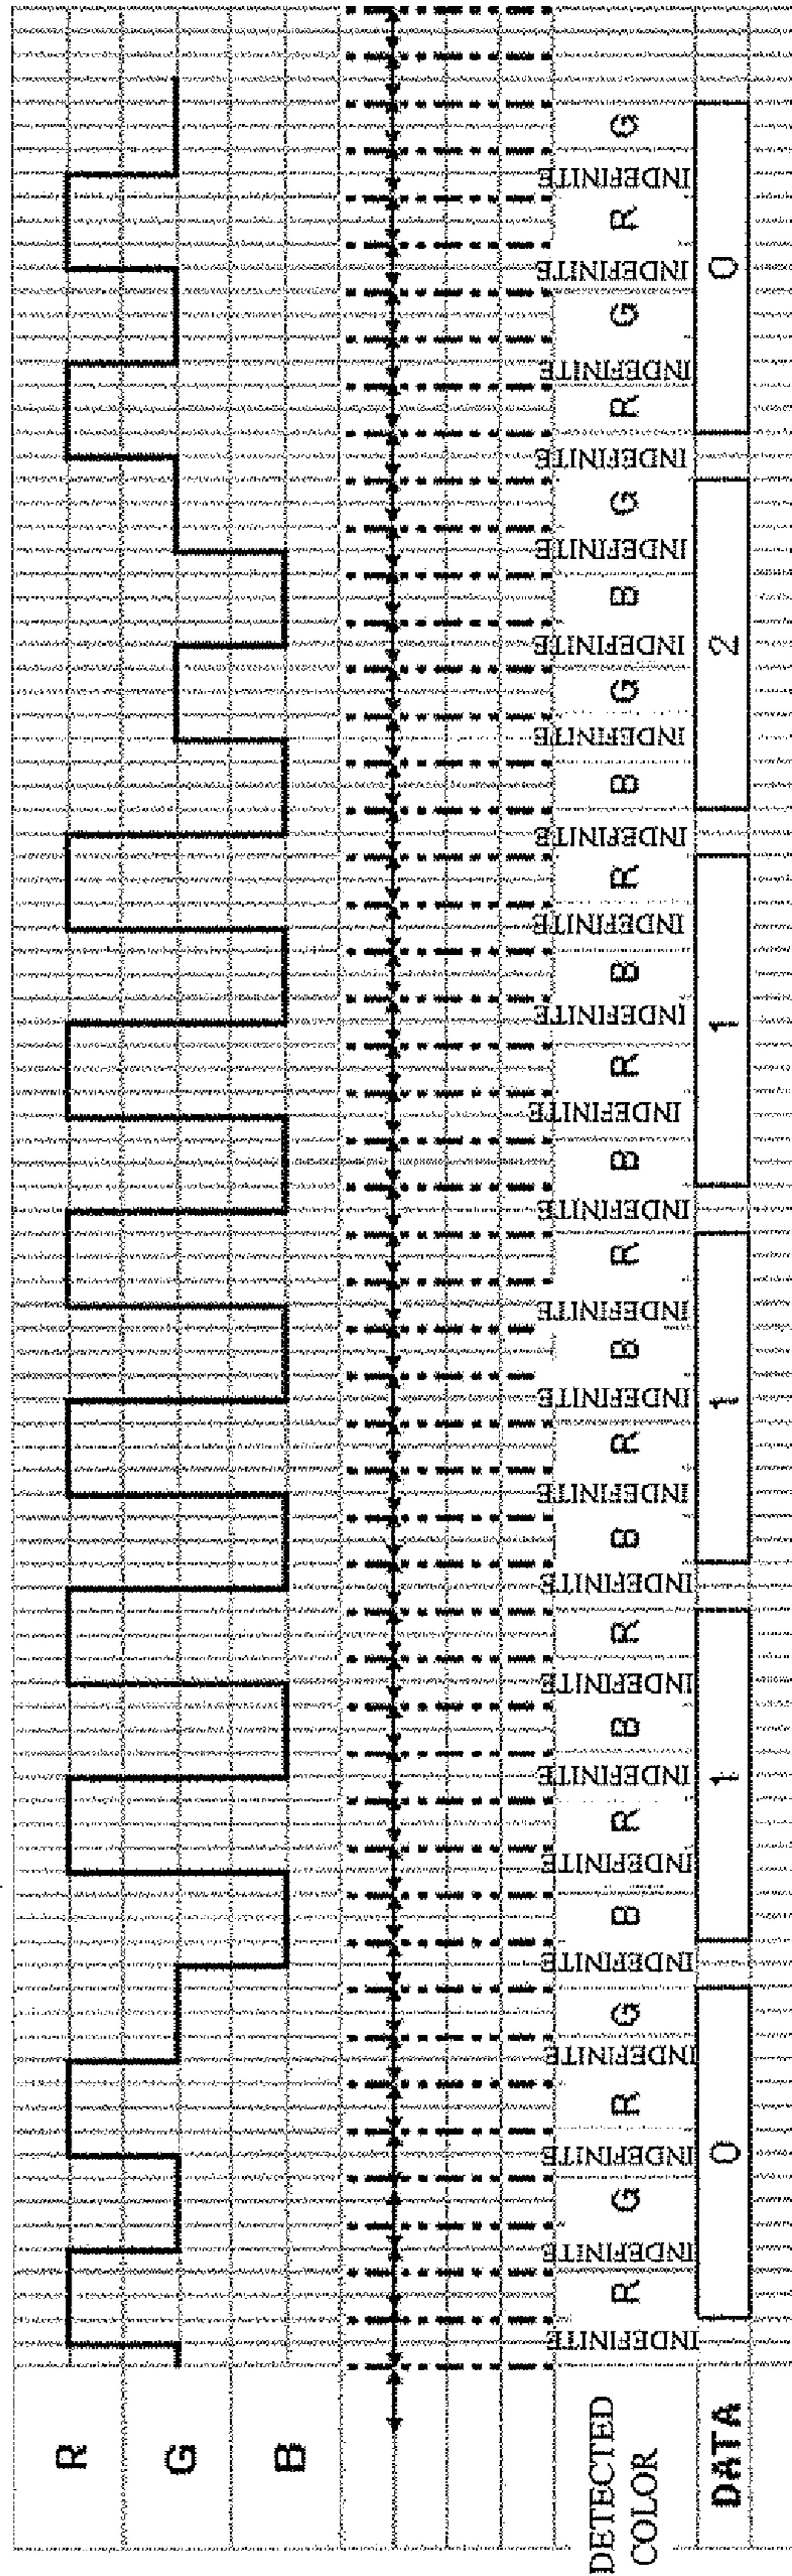 R
G
B
DETECTED
COLOR
INDEFINITE R INDEFINITE G INDEFINITE R INDEFINITE G INDEFINITE B INDEFINITE R INDEFINITE B INDEFINITE R INDEFINITE B INDEFINITE R INDEFINITE B INDEFINITE R INDEFINITE B INDEFINITE R INDEFINITE B INDEFINITE R INDEFINITE B INDEFINITE G INDEFINITE B INDEFINITE G INDEFINITE R INDEFINITE G INDEFINITE R INDEFINITE G
DATA 0 1 1 1 2 0